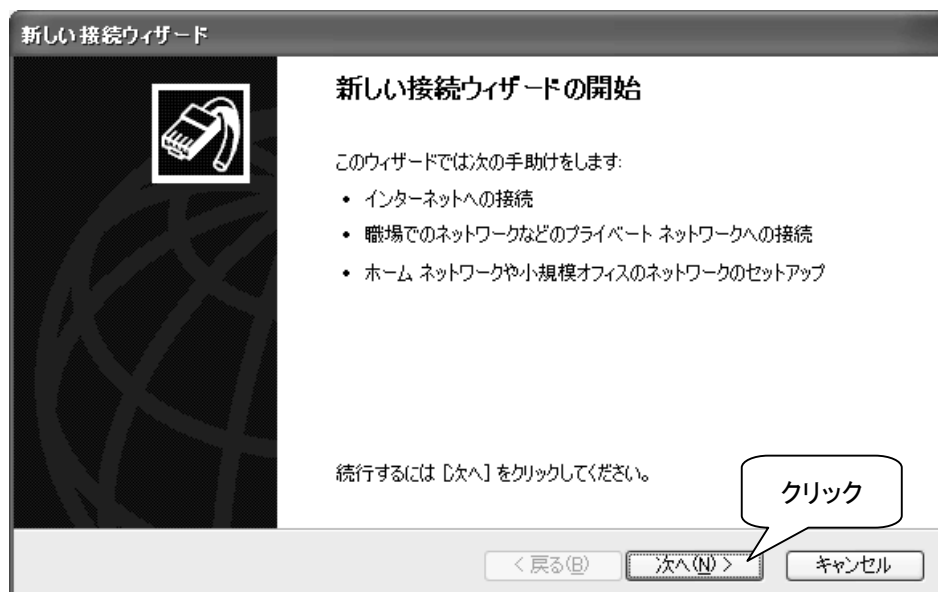 新しい接続ウィザード
新しい接続ウィザードの開始
このウィザードでは次の手助けをします:
• インターネットへの接続
• 職場でのネットワークなどのプライベート ネットワークへの接続
• ホーム ネットワークや小規模オフィスのネットワークのセットアップ
続行するには [次へ] をクリックしてください。
クリック
< 戻る(B)
次へ(N) >
キャンセル